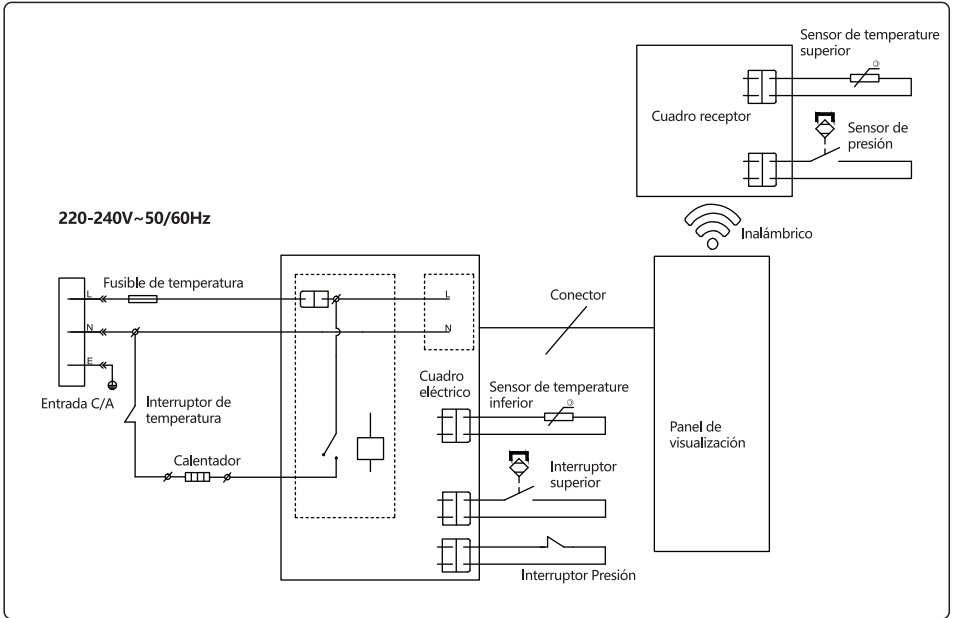 Sensor de temperature
superior
Cuadro receptor
Sensor de
presión
220-240V~50/60Hz
Inalámbrico
Fusible de temperatura
L
L
Conector
N
N
E
Cuadro
eléctrico
Sensor de temperature
inferior
Entrada C/A
Interruptor de
temperatura
Panel de
visualización
Calentador
Interruptor
superior
Interruptor Presión